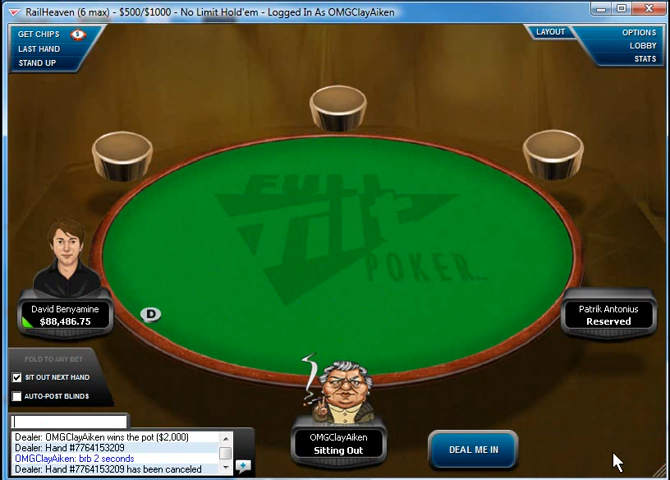 RailHeaven (6 max) - $500/$1000 - No Limit Hold'em - Logged In As OMGClayAiken
GET CHIPS $
LAST HAND
STAND UP
LAYOUT
OPTIONS
LOBBY
STATS
FULL
TILT
POKER...
David Benyamine
$88,486.75
D
Patrik Antonius
Reserved
FOLD TO ANY BET
SIT OUT NEXT HAND
AUTO-POST BLINDS
OMGClayAiken
Sitting Out
DEAL ME IN
Dealer: OMGClayAiken wins the pot ($2,000)
Dealer: Hand #7764153209
OMGClayAiken: brb 2 seconds
Dealer: Hand #7764153209 has been canceled